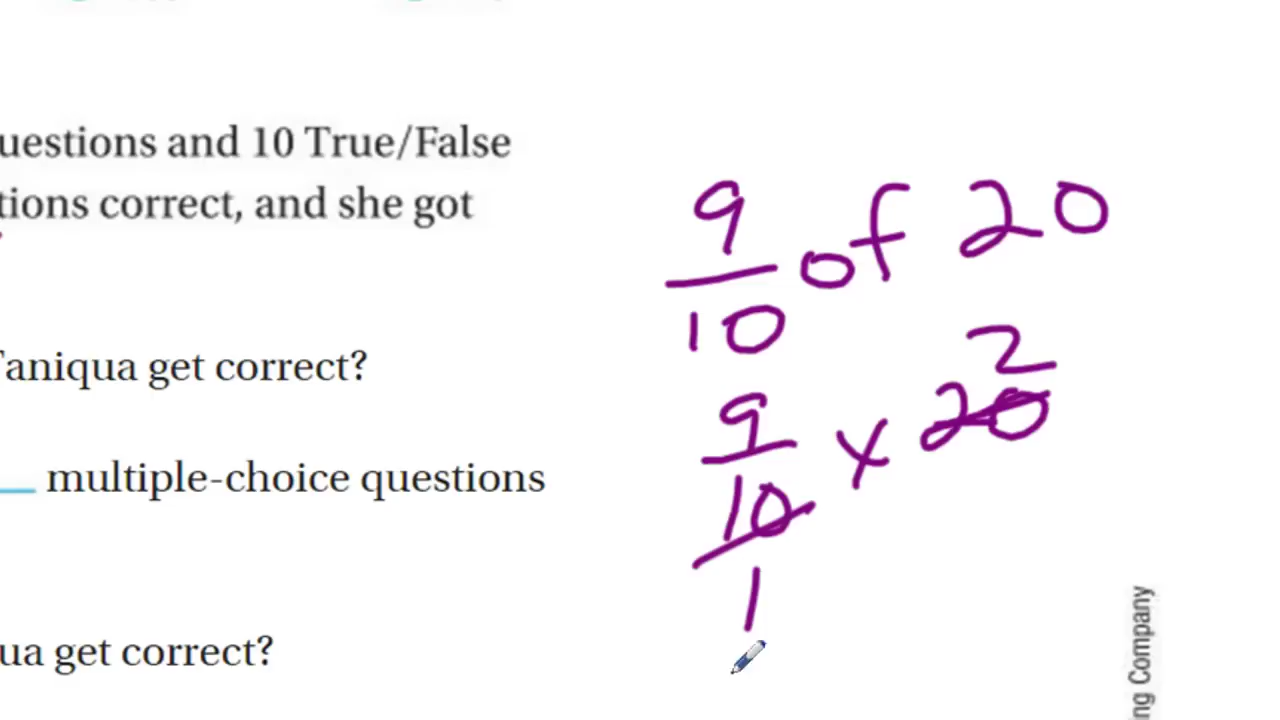 uestions and 10 True/False
tions correct, and she got
Taniqua get correct?
multiple-choice questions
ua get correct?
9/10 of 20
9/10 x 20
2
1
ng Company